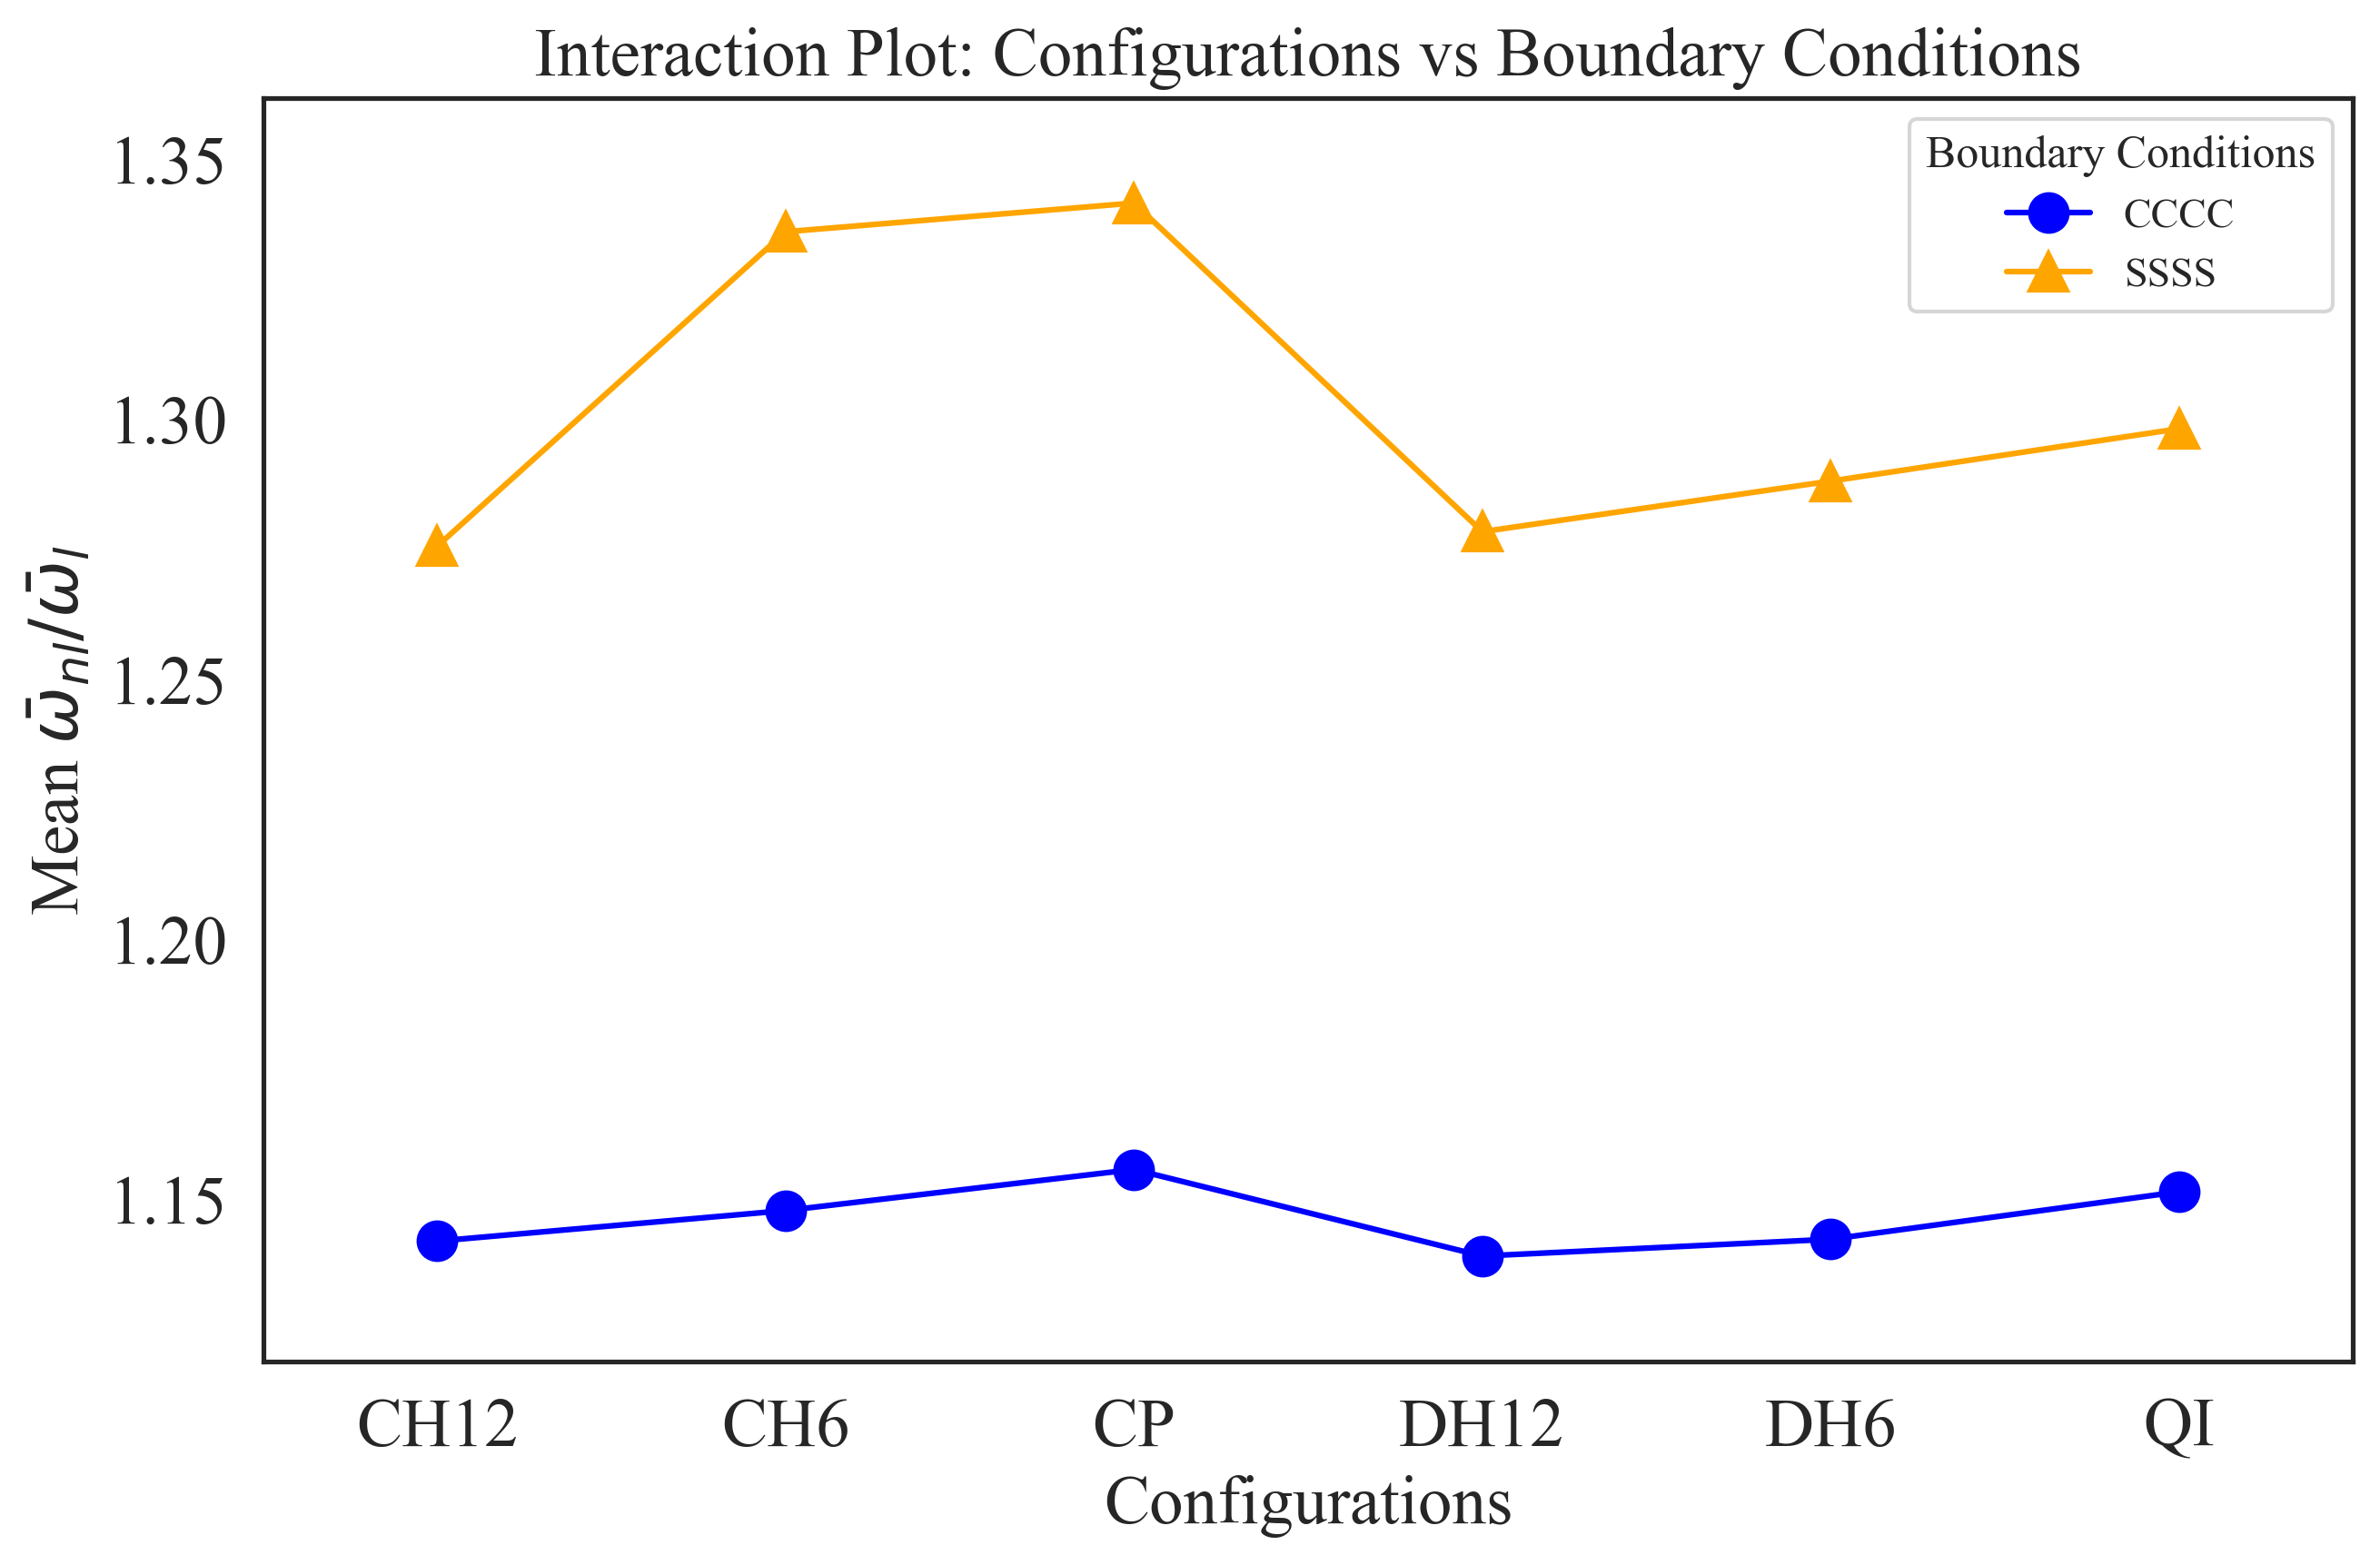 Interaction Plot: Configurations vs Boundary Conditions
Mean ω̄ₙₗ/ω̄ₗ
1.35
1.30
1.25
1.20
1.15
Boundary Conditions
CCCC
SSSS
CH12 CH6 CP DH12 DH6 QI
Configurations